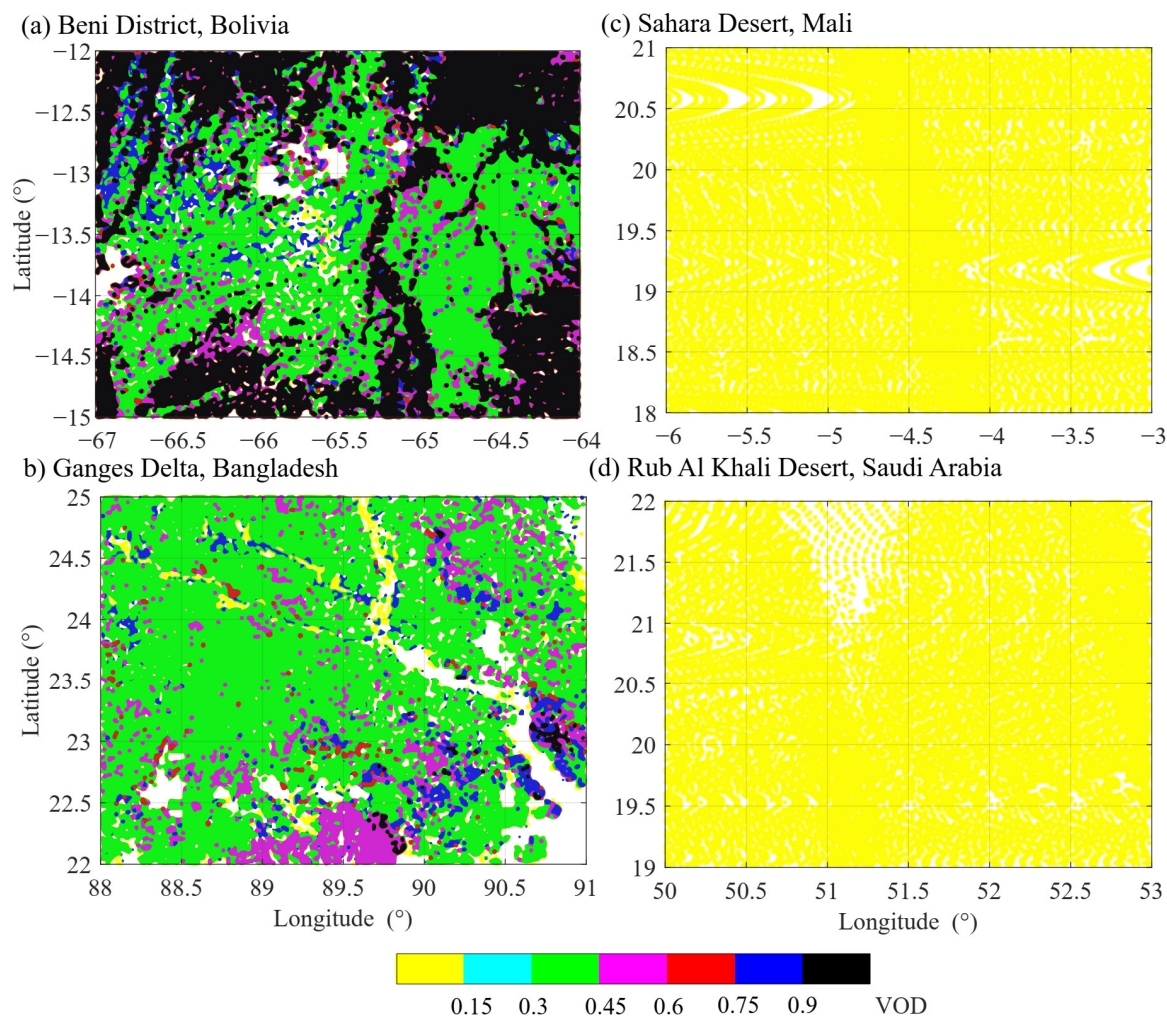 (a) Beni District, Bolivia
−12
−12.5
−13
−13.5
−14
−14.5
−15
Latitude (°)
−67 −66.5 −66 −65.5 −65 −64.5 −64
(c) Sahara Desert, Mali
21
20.5
20
19.5
19
18.5
18
−6 −5.5 −5 −4.5 −4 −3.5 −3
b) Ganges Delta, Bangladesh
25
24.5
24
23.5
23
22.5
22
Latitude (°)
88 88.5 89 89.5 90 90.5 91
Longitude (°)
(d) Rub Al Khali Desert, Saudi Arabia
22
21.5
21
20.5
20
19.5
19
50 50.5 51 51.5 52 52.5 53
Longitude (°)
0.15 0.3 0.45 0.6 0.75 0.9 VOD